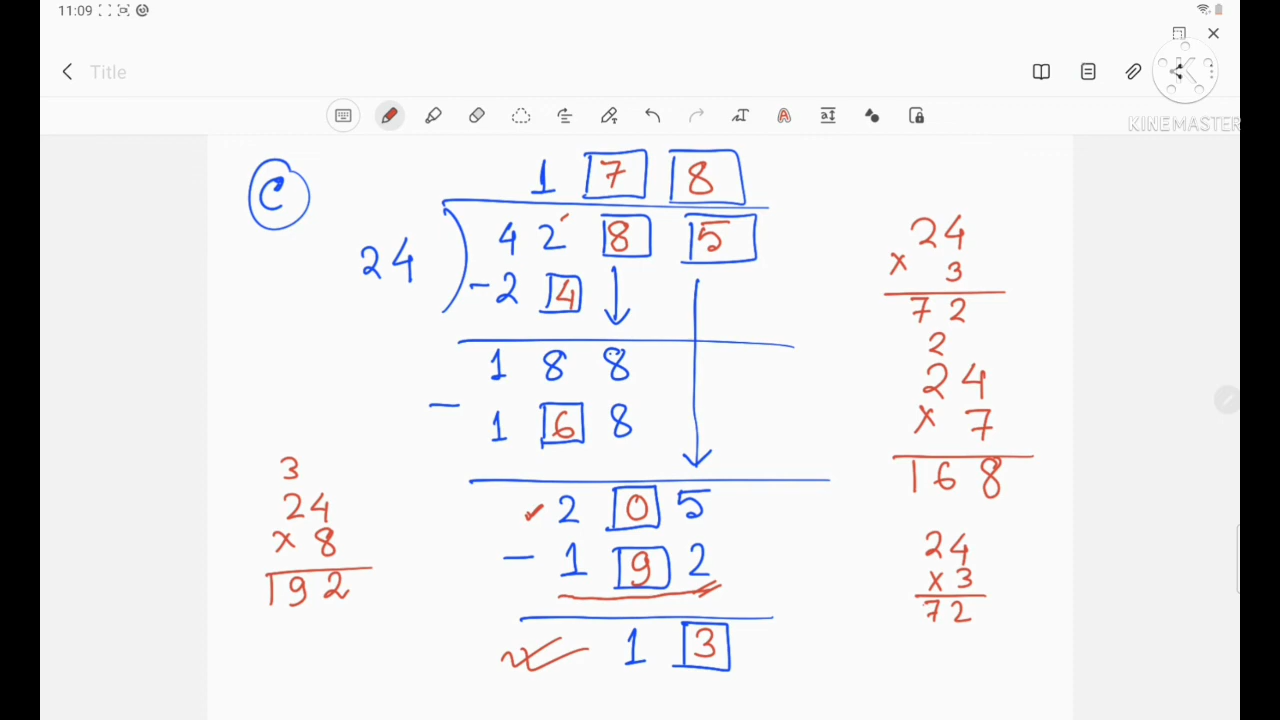 11:09
Title
KINEMASTER
C
1 7 8
24 ) 4 2 8 5
- 2 4
1 8 8
- 1 6 8
2 0 5
- 1 9 2
1 3
24
x 3
72
2
24
x 7
168
24
x 3
72
3
24
x 8
192